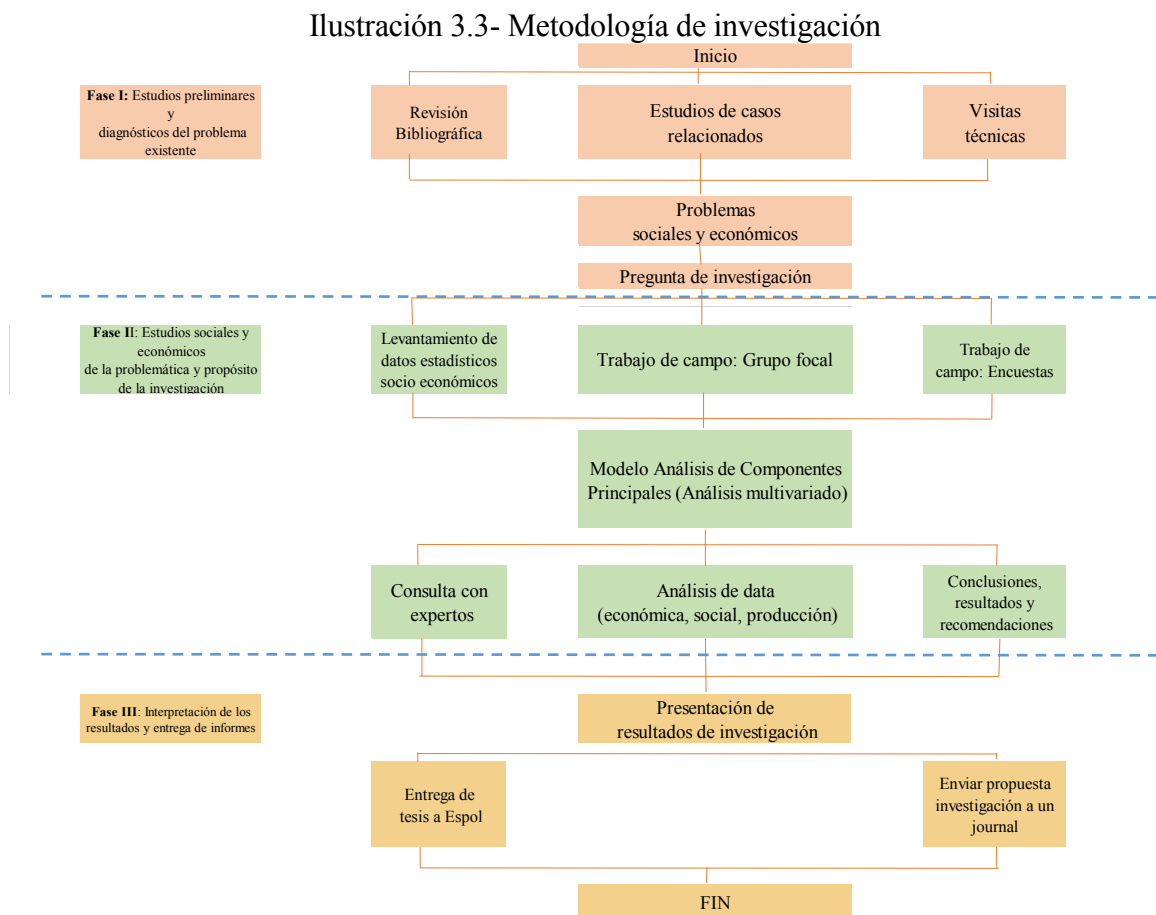 Ilustración 3.3- Metodología de investigación
Inicio
Fase I: Estudios preliminares
y
diagnósticos del problema
existente
Revisión
Bibliográfica
Estudios de casos
relacionados
Visitas
técnicas
Problemas
sociales y económicos
Pregunta de investigación
Fase II: Estudios sociales y
económicos
de la problemática y propósito
de la investigación
Levantamiento de
datos estadísticos
socio económicos
Trabajo de campo: Grupo focal
Trabajo de
campo: Encuestas
Modelo Análisis de Componentes
Principales (Análisis multivariado)
Consulta con
expertos
Análisis de data
(económica, social, producción)
Conclusiones,
resultados y
recomendaciones
Fase III: Interpretación de los
resultados y entrega de informes
Presentación de
resultados de investigación
Entrega de
tesis a Espol
Enviar propuesta
investigación a un
journal
FIN